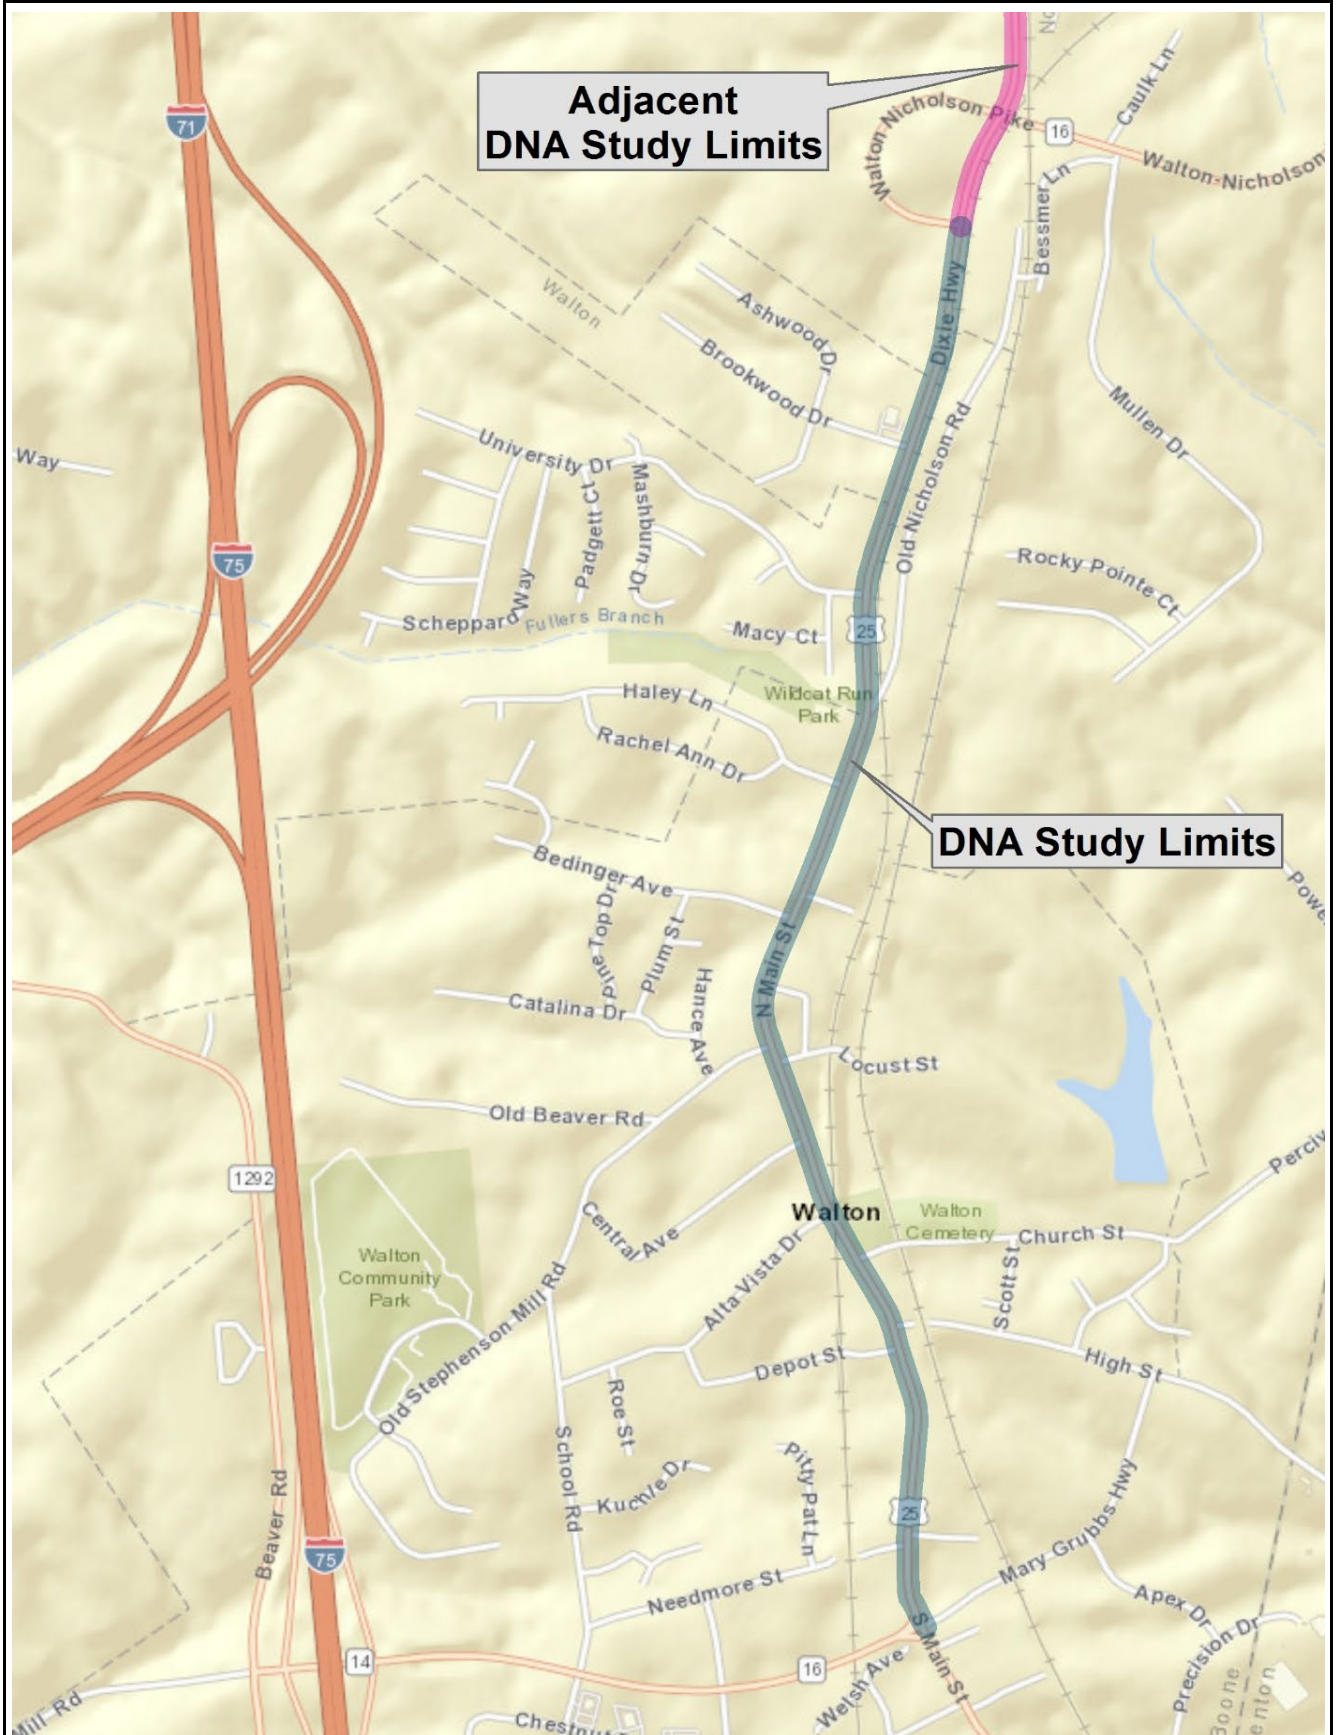 Adjacent
DNA Study Limits
71
Caulk Ln
Walton-Nicholson Pike
16
Walton-Nicholson
Bessmer Ln
Walton
Dixie Hwy
Ashwood Dr
Brookwood Dr
Mullen Dr
Old Nicholson Rd
Way
University Dr
75
Padgett Ct
Mashburn Dr
Rocky Pointe Ct
Scheppard Way
Fullers Branch
Macy Ct
25
Haley Ln
Wildcat Run
Park
Rachel Ann Dr
DNA Study Limits
Bedinger Ave
Pine Top Dr
Plum St
N Main St
Hance Ave
Catalina Dr
Locust St
Old Beaver Rd
1292
Central Ave
Walton
Walton
Cemetery
Church St
Walton
Community
Park
Alta Vista Dr
Scott St
Old Stephenson Mill Rd
Depot St
High St
Roe St
School Rd
Kuckle Dr
Pitty Pat Ln
Beaver Rd
25
Mary Grubbs Hwy
75
Needmore St
Apex Dr
Precision Dr
S Main St
14
16
Welsh Ave
Mill Rd
Boone